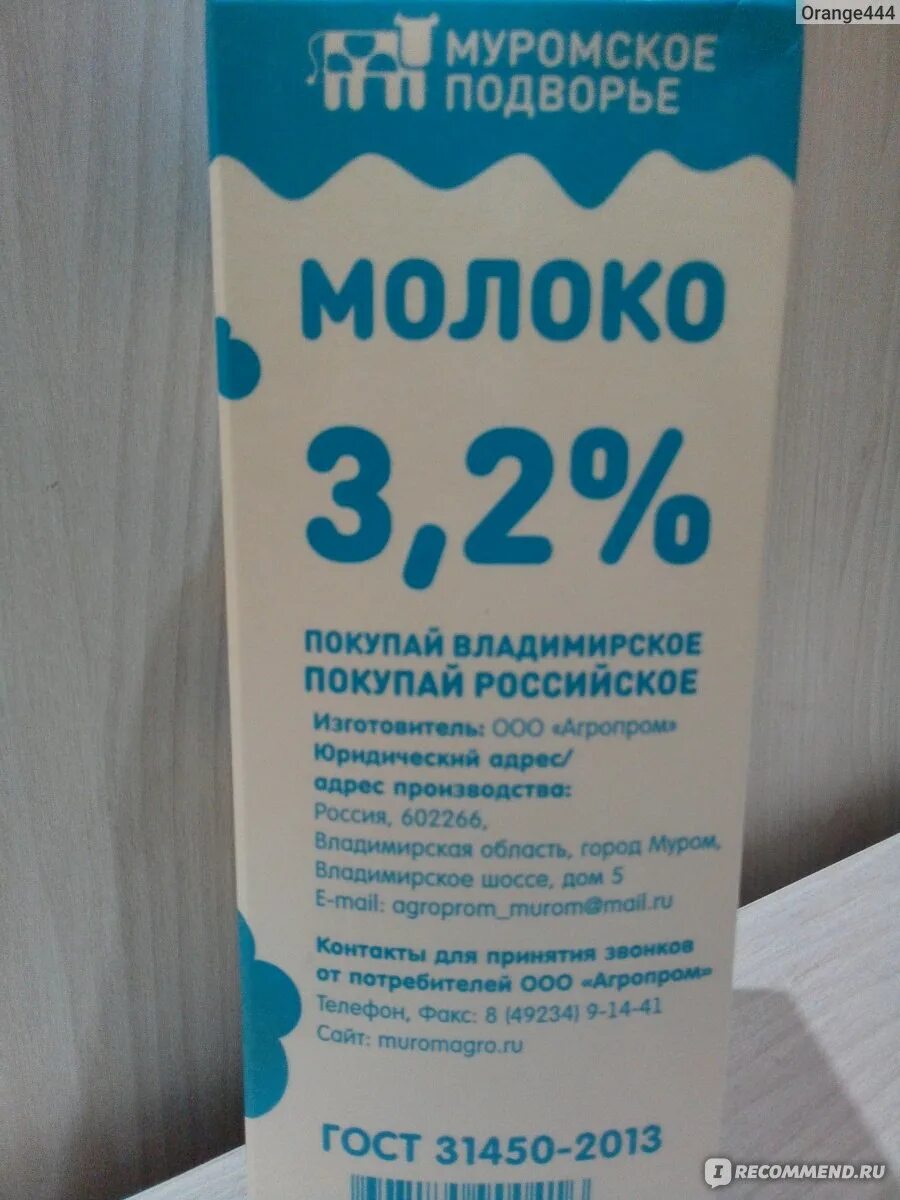 Orange444
МУРОМСКОЕ
ПОДВОРЬЕ
МОЛОКО
3,2%
ПОКУПАЙ ВЛАДИМИРСКОЕ
ПОКУПАЙ РОССИЙСКОЕ
Изготовитель: ООО «Агропром»
Юридический адрес/
адрес производства:
Россия, 602266,
Владимирская область, город Муром,
Владимирское шоссе, дом 5
E-mail: agroprom_murom@mail.ru
Контакты для принятия звонков
от потребителей ООО «Агропром»
Телефон, Факс: 8 (49234) 9-14-41
Сайт: muromagro.ru
ГОСТ 31450-2013
IRECOMMEND.RU